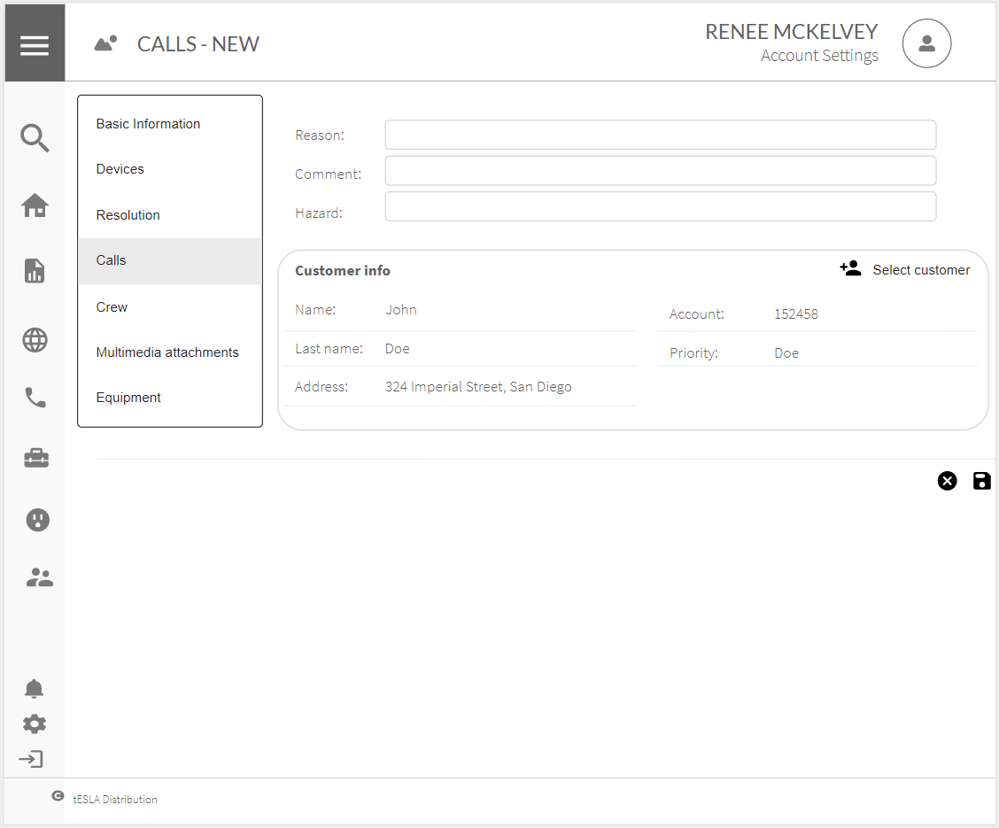 CALLS - NEW
RENEE MCKELVEY
Account Settings
Basic Information
Devices
Resolution
Calls
Crew
Multimedia attachments
Equipment
Reason:
Comment:
Hazard:
Customer info
Select customer
Name: John
Account: 152458
Last name: Doe
Priority: Doe
Address: 324 Imperial Street, San Diego
© tESLA Distribution